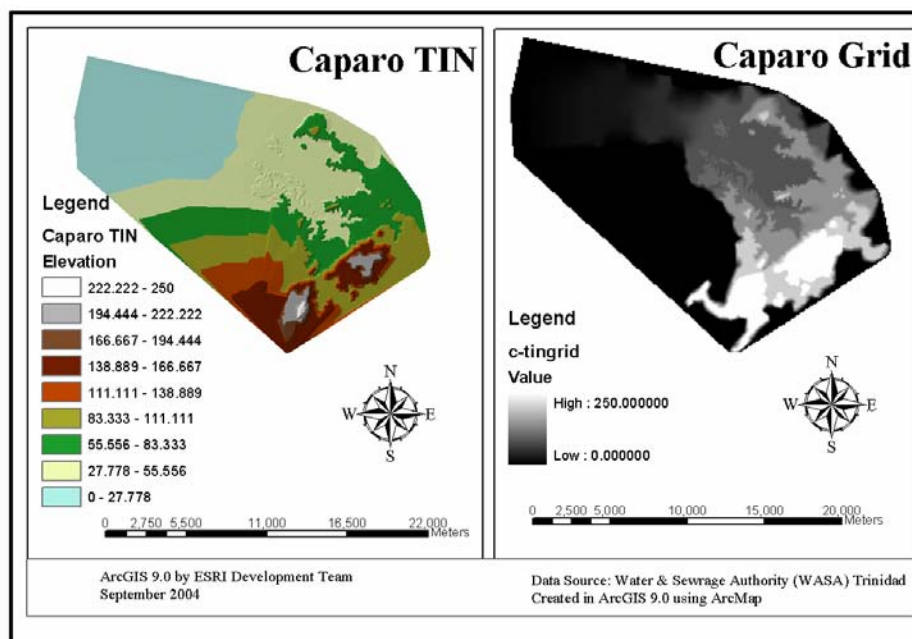 Caparo TIN
Legend
Caparo TIN
Elevation
222.222 - 250
194.444 - 222.222
166.667 - 194.444
138.889 - 166.667
111.111 - 138.889
83.333 - 111.111
55.556 - 83.333
27.778 - 55.556
0 - 27.778
N
W E
S
0 2,750 5,500 11,000 16,500 22,000
Meters
Caparo Grid
Legend
c-tingrid
Value
High : 250.000000
Low : 0.000000
N
W E
S
0 2,500 5,000 10,000 15,000 20,000
Meters
ArcGIS 9.0 by ESRI Development Team
September 2004
Data Source: Water & Sewrage Authority (WASA) Trinidad
Created in ArcGIS 9.0 using ArcMap